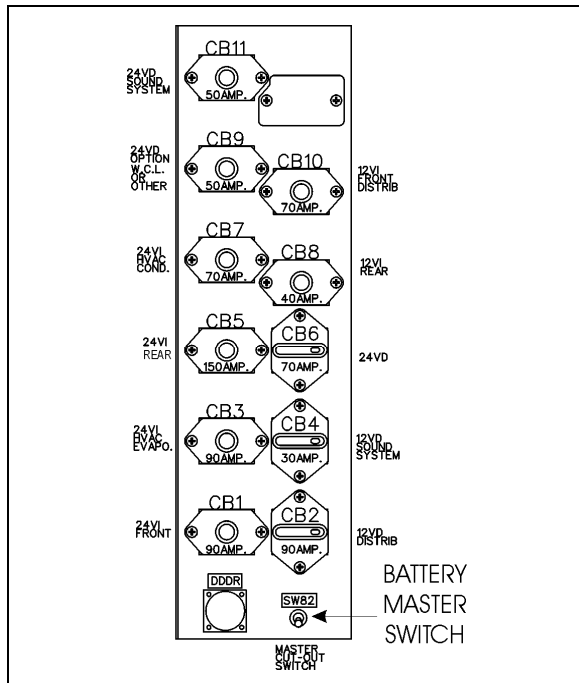 CB11
24VD
SOUND
SYSTEM
50AMP.
CB9
24VD
OPTION
W.C.L.
OR
OTHER
50AMP.
CB10
12VI
FRONT
DISTRIB
70AMP.
CB7
24VI
HVAC
COND.
70AMP.
CB8
12VI
REAR
40AMP.
CB5
24VI
REAR
150AMP.
CB6
70AMP.
24VD
CB3
24VI
HVAC
EVAPO.
90AMP.
CB4
30AMP.
12VD
SOUND
SYSTEM
CB1
24VI
FRONT
90AMP.
CB2
90AMP.
12VD
DISTRIB
DDDR
SW82
BATTERY
MASTER
SWITCH
MASTER
CUT-OUT
SWITCH